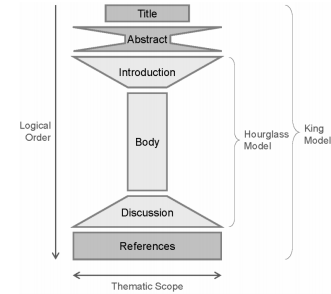 Title
Abstract
Introduction
Logical
Order
Body
Hourglass
Model
King
Model
Discussion
References
Thematic Scope